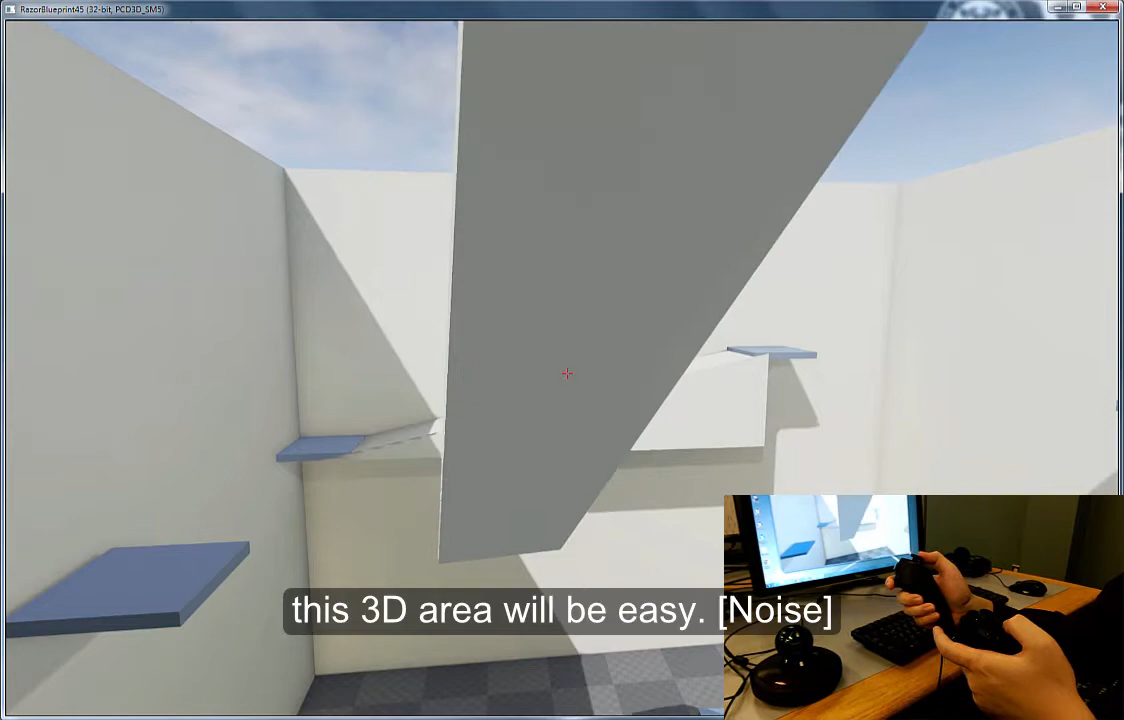 RazorBlueprint45 (32-bit, PCD3D_SM5)
this 3D area will be easy. [Noise]